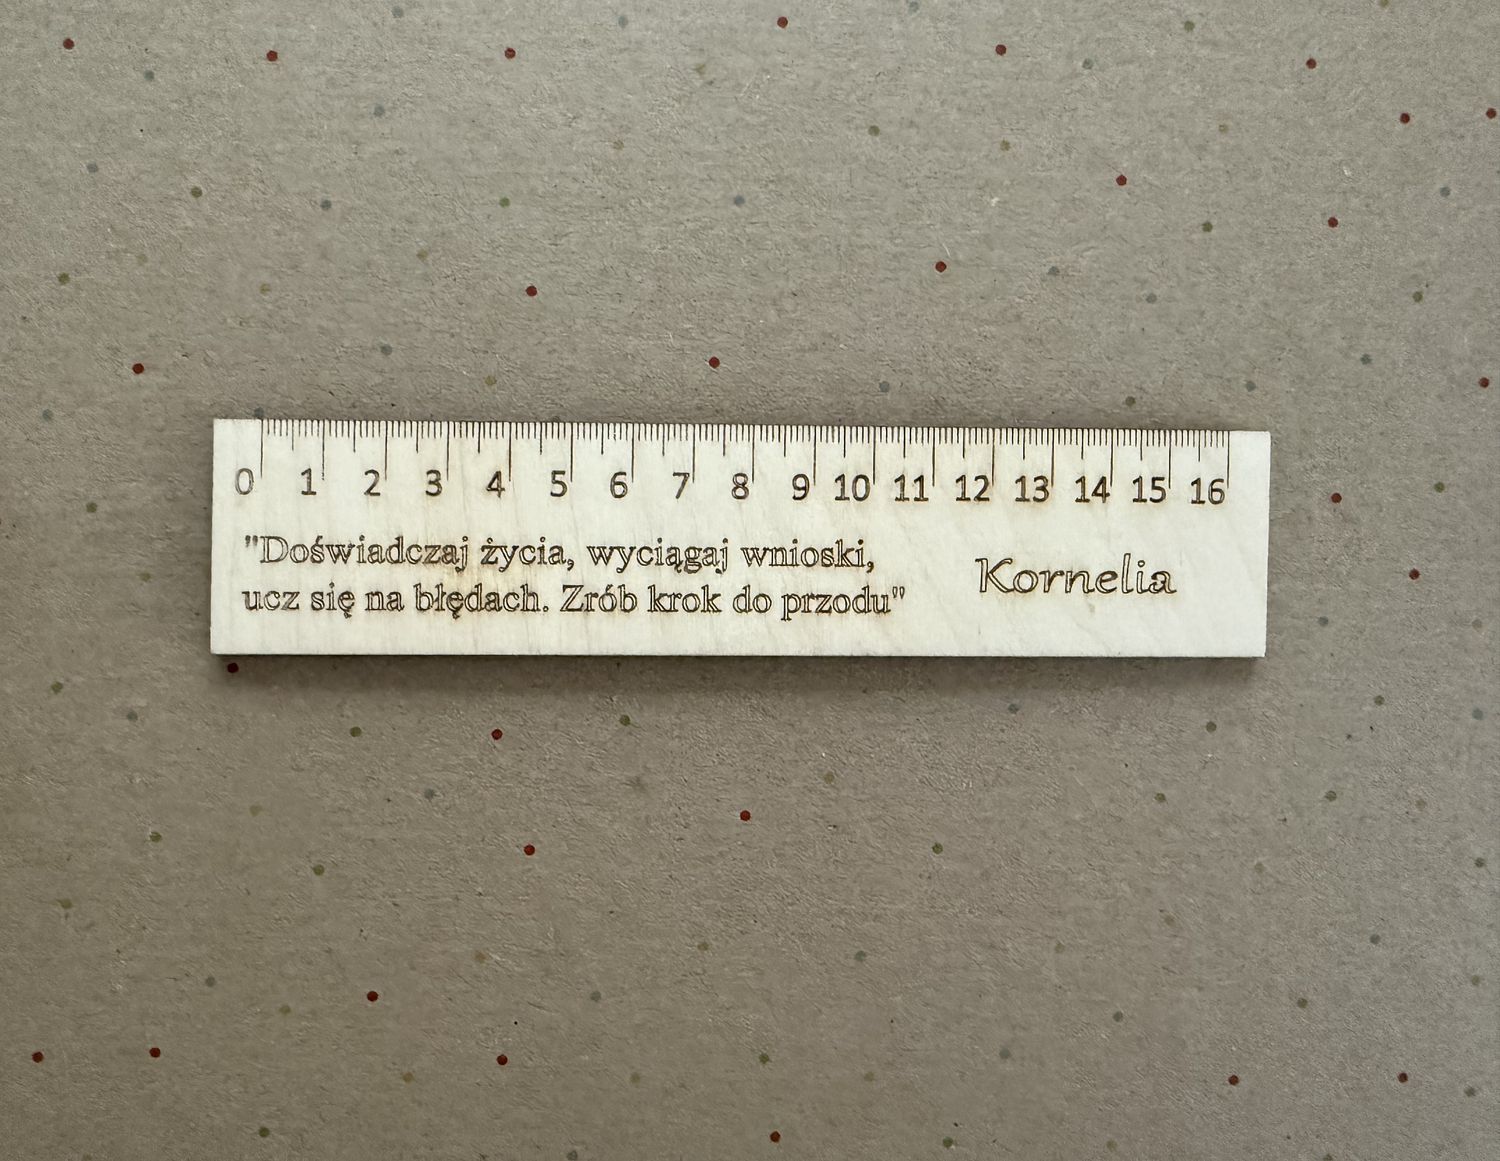 0 1 2 3 4 5 6 7 8 9 10 11 12 13 14 15 16
"Doświadczaj życia, wyciągaj wnioski,
ucz się na błędach. Zrób krok do przodu"
Kornelia